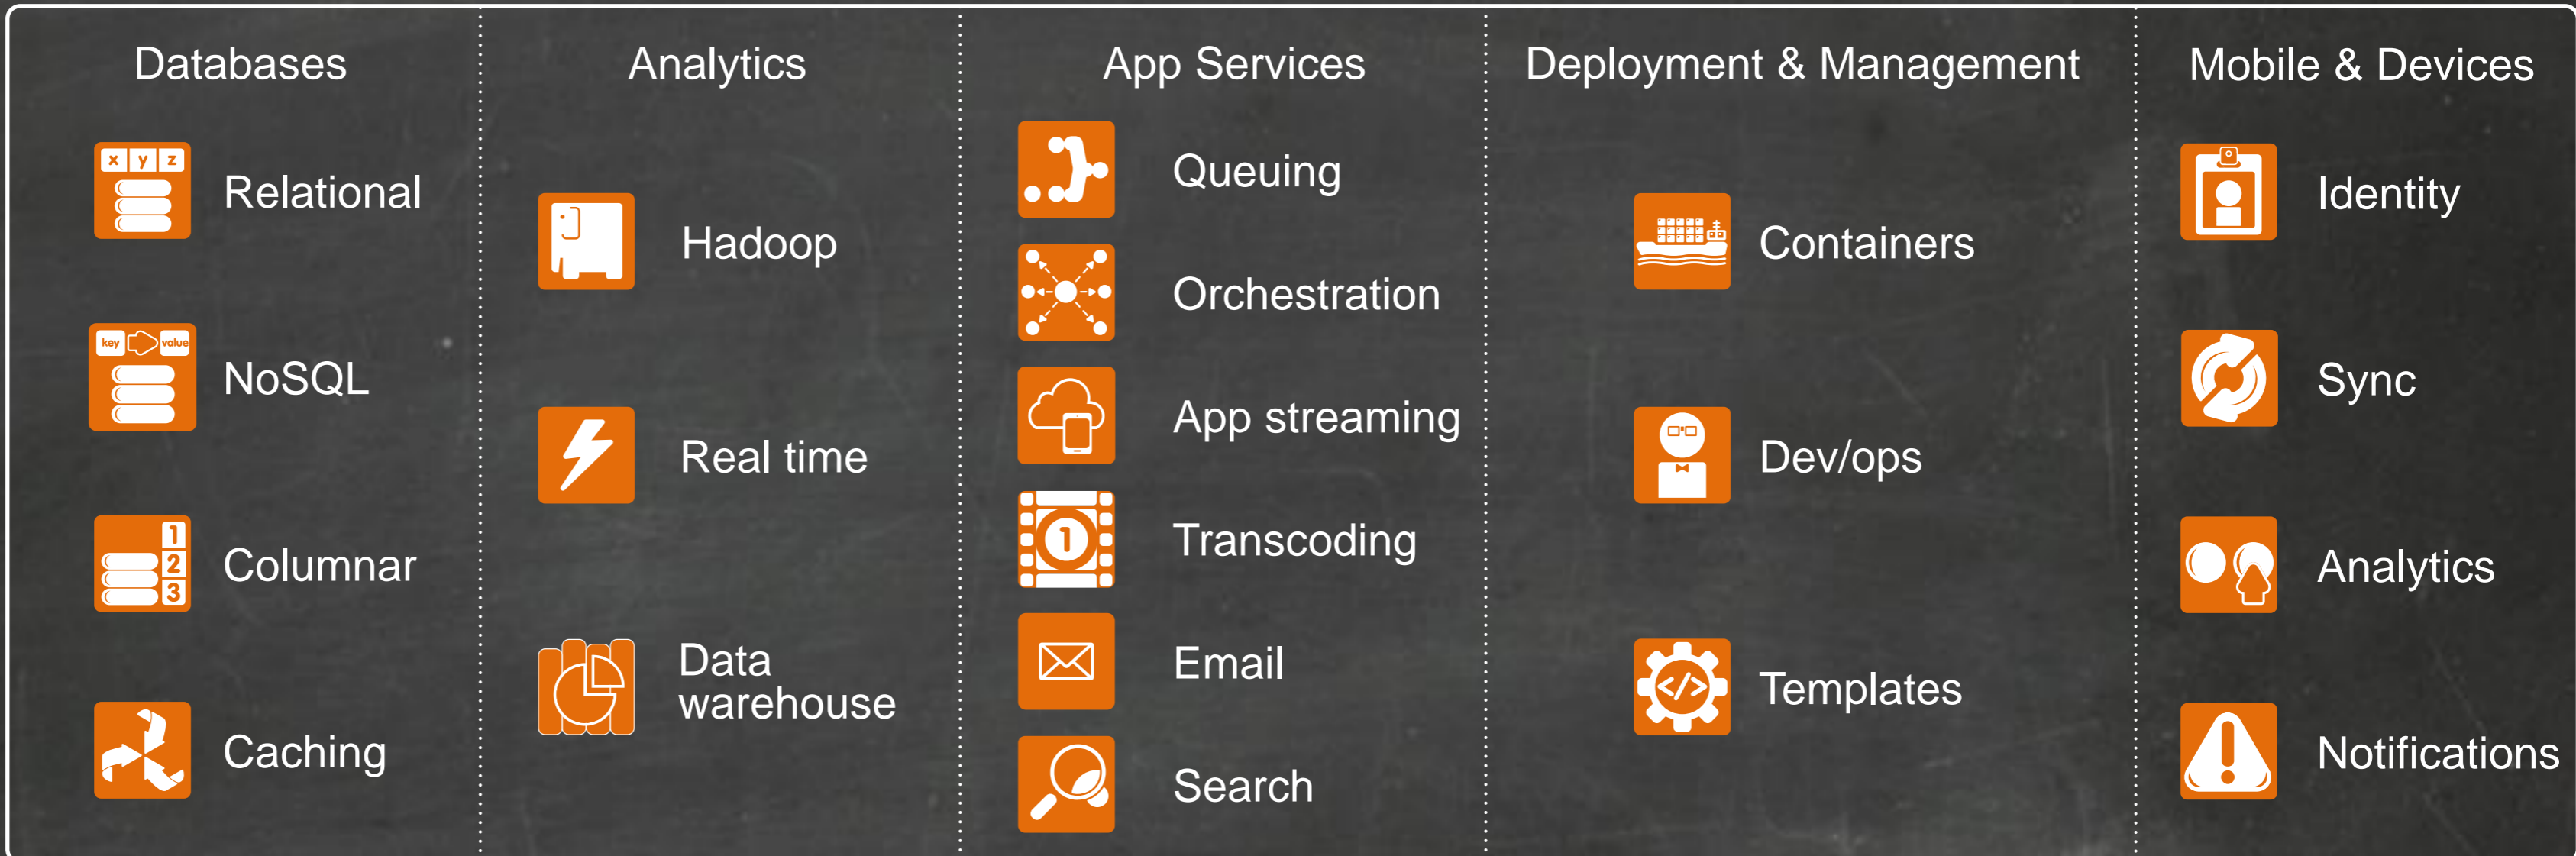 Databases
x y z
Relational
key value
NoSQL
1
2
3
Columnar
Caching
Analytics
Hadoop
Real time
Data
warehouse
App Services
Queuing
Orchestration
App streaming
1
Transcoding
Email
Search
Deployment & Management
Containers
Dev/ops
</>
Templates
Mobile & Devices
Identity
Sync
Analytics
Notifications